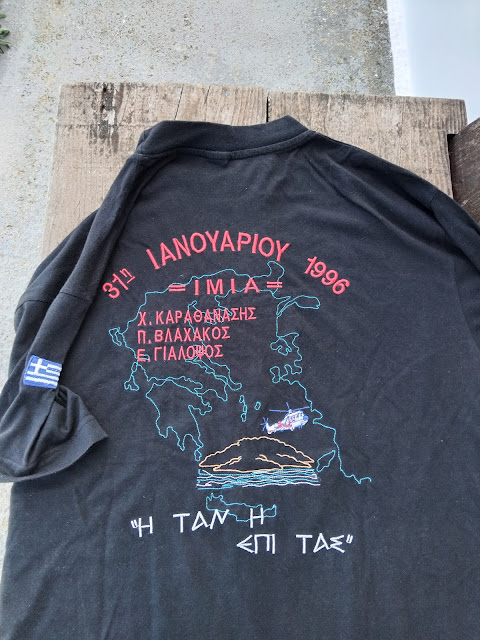 31η ΙΑΝΟΥΑΡΙΟΥ 1996
=ΙΜΙΑ=
Χ.ΚΑΡΑΘΑΝΑΣΗΣ
Π.ΒΛΑΧΑΚΟΣ
Ε.ΓΙΑΛΟΨΟΣ
"Η ΤΑΝ Η
ΕΠΙ ΤΑΣ"